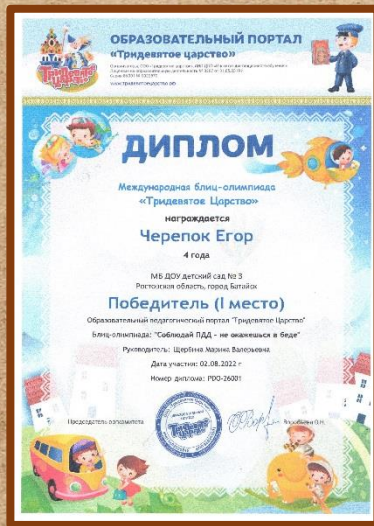 ОБРАЗОВАТЕЛЬНЫЙ ПОРТАЛ
«Тридевятое царство»
ДИПЛОМ
Международная блиц-олимпиада
«Тридевятое Царство»
награждается
Черепок Егор
4 года
МБ ДОУ детский сад № 3
Ростовская область, город Батайск
Победитель (I место)
Образовательный педагогический портал "Тридевятое Царство"
Блиц-олимпиада: "Соблюдай ПДД - не окажешься в беде"
Руководитель: Щербина Марина Валерьевна
Дата участия: 02.08.2022 г
Номер диплома: PDO-26001
Председатель оргкомитета